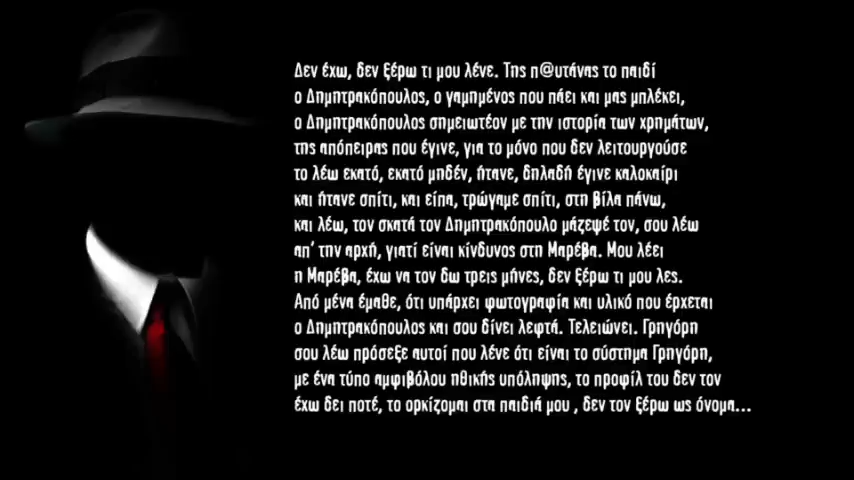 Δεν έχω, δεν ξέρω τι μου λένε. Της π@υτάνας το παιδί
ο Δημητρακόπουλος, ο γαμημένος που πάει και μας μπλέκει,
ο Δημητρακόπουλος σημειωτέον με την ιστορία των χρημάτων,
της απόπειρας που έγινε, για το μόνο που δεν λειτουργούσε
το λέω εκατό, εκατό μηδέν, ήτανε, δηλαδή έγινε καλοκαίρι
και ήτανε σπίτι, και είπα, τρώγαμε σπίτι, στη βίλα πάνω,
και λέω, τον σκατά τον Δημητρακόπουλο μάζεψέ τον, σου λέω
απ' την αρχή, γιατί είναι κίνδυνος στη Μαρέβα. Μου λέει
η Μαρέβα, έχω να τον δω τρεις μήνες, δεν ξέρω τι μου λες.
Από μένα έμαθε, ότι υπάρχει φωτογραφία και υλικό που έρχεται
ο Δημητρακόπουλος και σου δίνει λεφτά. Τελειώνει. Γρηγόρη
σου λέω πρόσεξε αυτοί που λένε ότι είναι το σύστημα Γρηγόρη,
με ένα τύπο αμφιβόλου ηθικής υπόληψης, το προφίλ του δεν τον
έχω δει ποτέ, το ορκίζομαι στα παιδιά μου , δεν τον ξέρω ως όνομα...